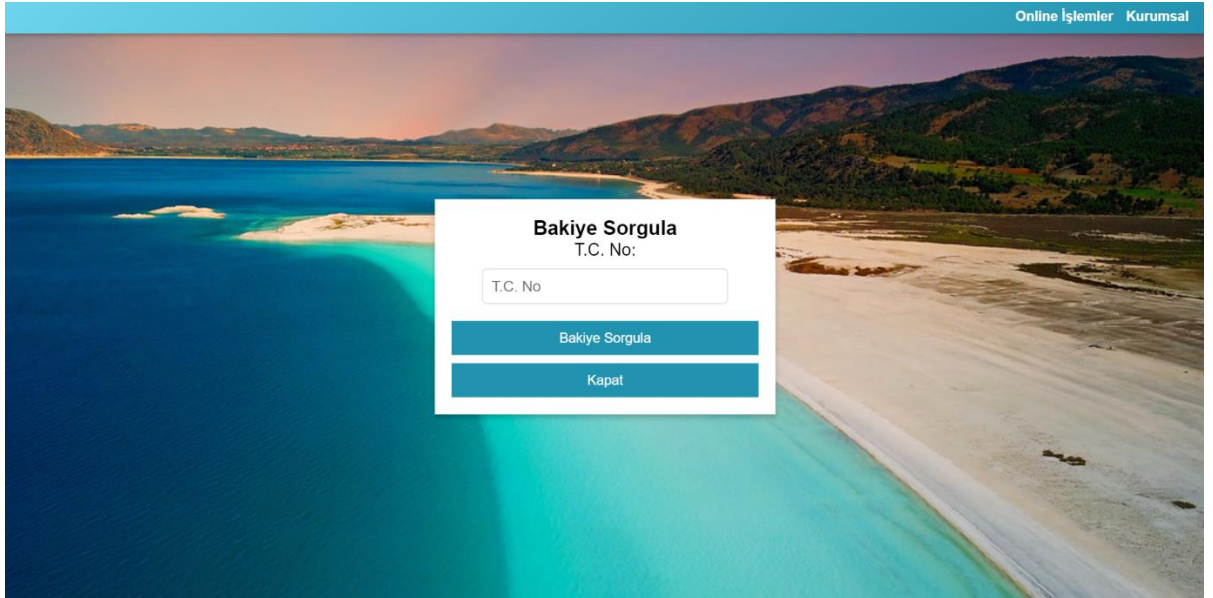 Online İşlemler Kurumsal
Bakiye Sorgula
T.C. No:
T.C. No
Bakiye Sorgula
Kapat